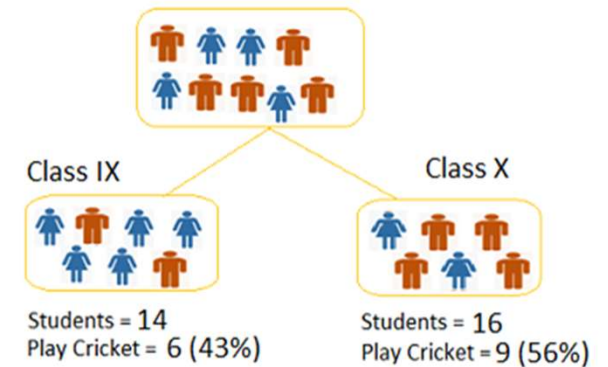 Class IX
Class X
Students = 14
Play Cricket = 6 (43%)
Students = 16
Play Cricket = 9 (56%)